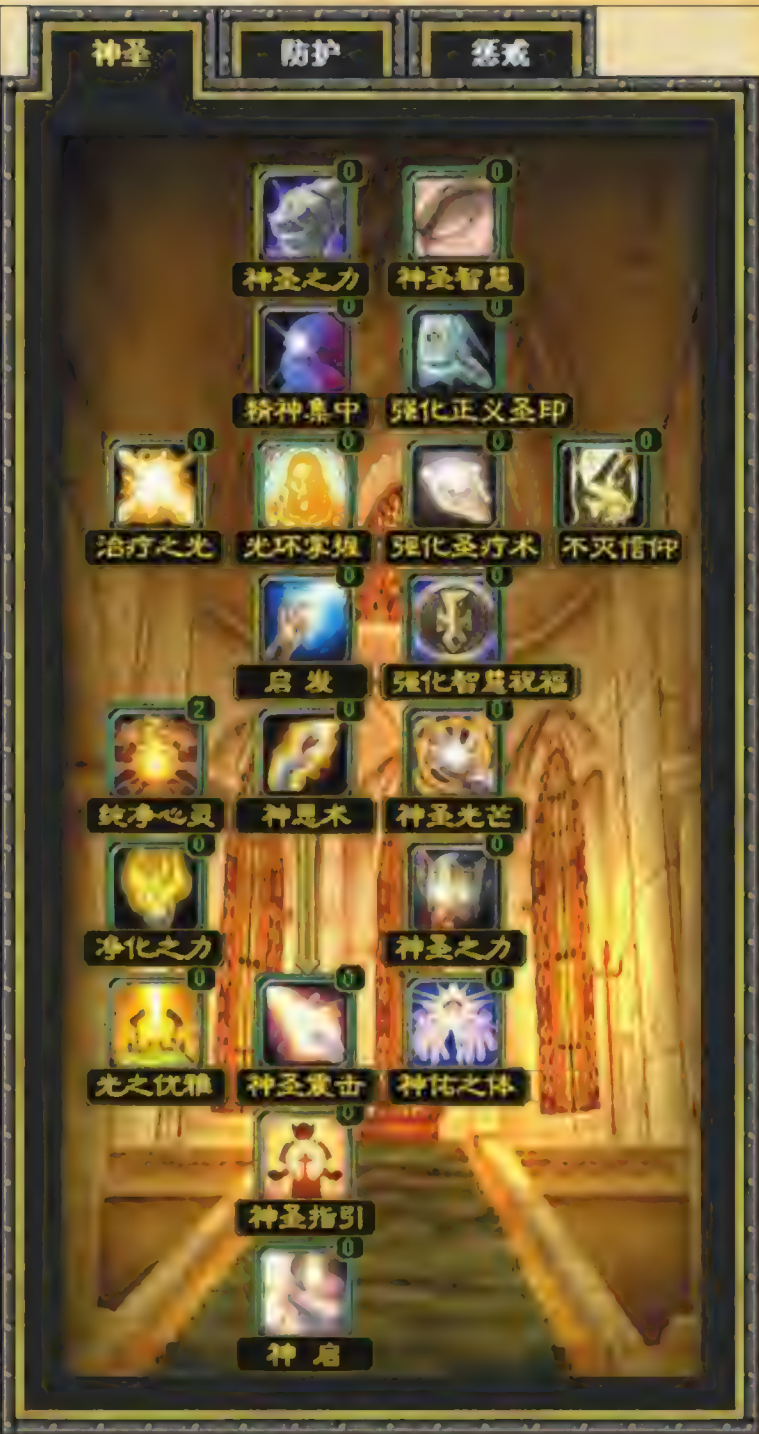 神圣 防护 惩戒
0 0
神圣之力 神圣智慧
0 0
精神集中 强化正义圣印
0 0 0 0
治疗之光 光环掌握 强化圣疗术 不灭信仰
0 0
启发 强化智慧祝福
2 0 0
纯净心灵 神恩术 神圣光芒
0 0
净化之力 神圣之力
0 0 0
光之优雅 神圣震击 神佑之体
0
神圣指引
0
神启